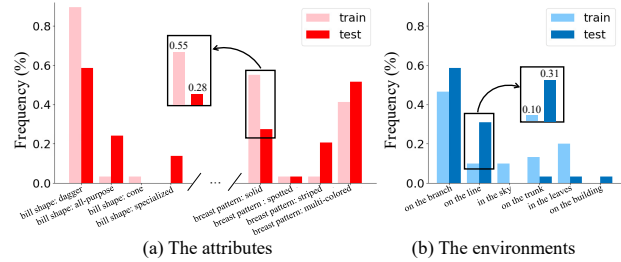 0.8
0.6
0.4
0.2
0.0
Frequency (%)
train
test
0.55
0.28
bill shape: dagger
bill shape: all-purpose
bill shape: cone
bill shape: specialized
...
breast pattern: solid
breast pattern : spotted
breast pattern: striped
breast pattern: multi-colored
(a) The attributes
0.8
0.6
0.4
0.2
0.0
Frequency (%)
train
test
0.10
0.31
on the branch
on the line
in the sky
on the trunk
in the leaves
on the building
(b) The environments